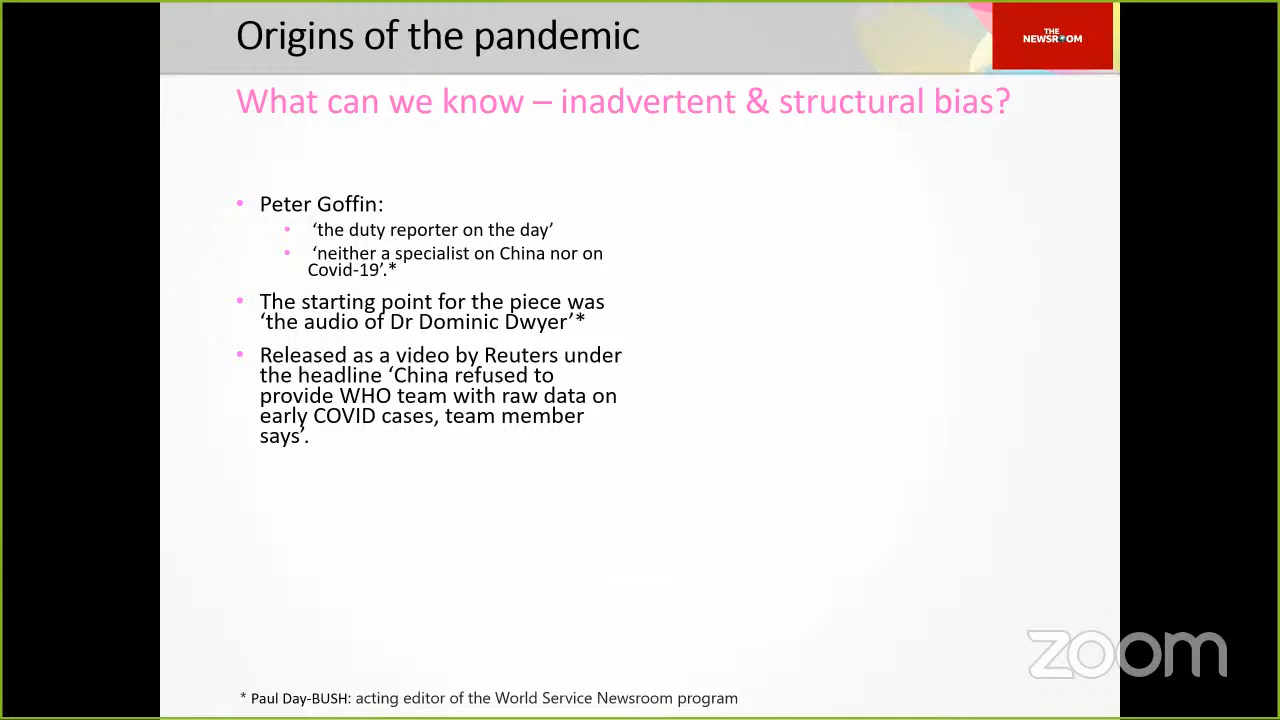 Origins of the pandemic
THE
NEWSROOM
What can we know – inadvertent & structural bias?
• Peter Goffin:
• ‘the duty reporter on the day’
• ‘neither a specialist on China nor on
Covid-19’.*
• The starting point for the piece was
‘the audio of Dr Dominic Dwyer’*
• Released as a video by Reuters under
the headline ‘China refused to
provide WHO team with raw data on
early COVID cases, team member
says’.
zoom
* Paul Day-BUSH: acting editor of the World Service Newsroom program